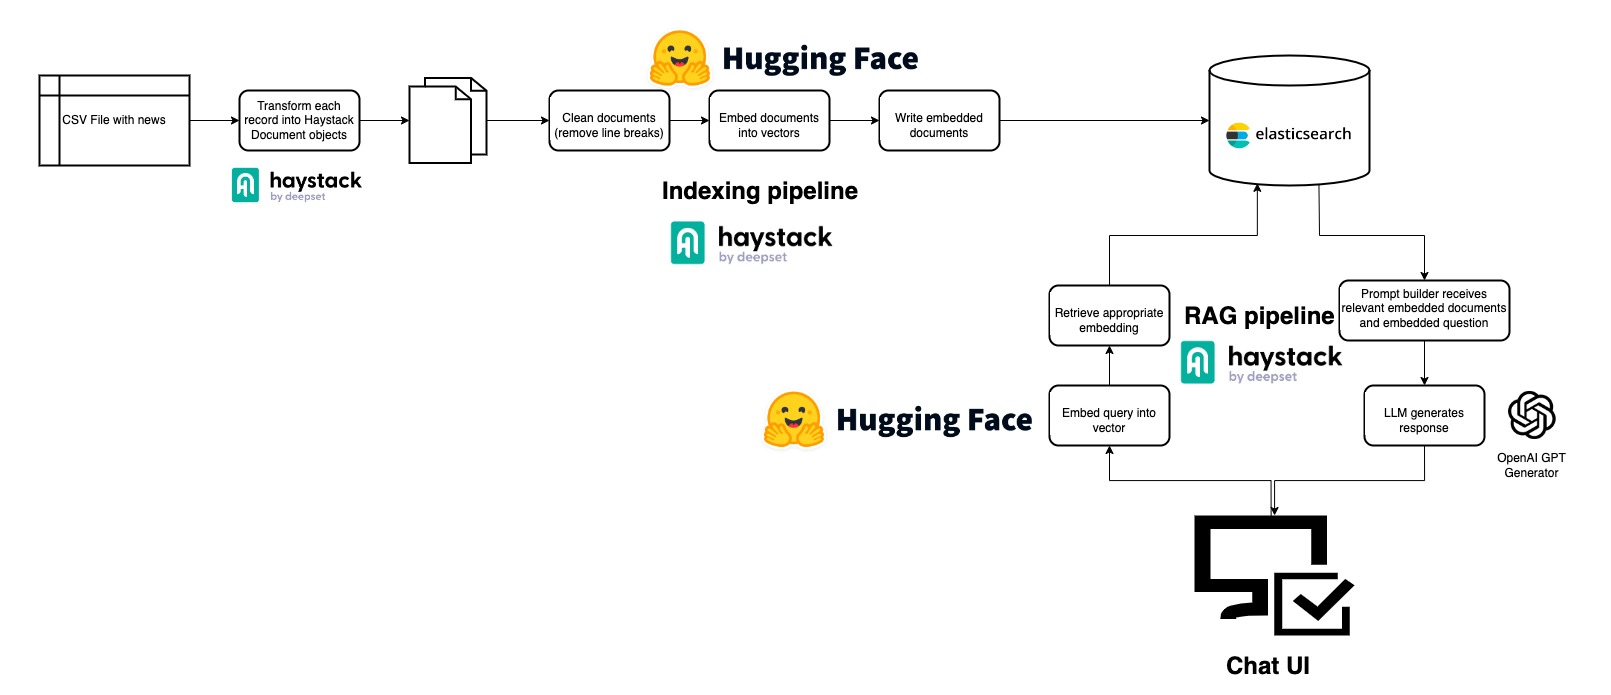 Hugging Face
CSV File with news
Transform each
record into Haystack
Document objects
haystack
by deepset
Clean documents
(remove line breaks)
Embed documents
into vectors
Write embedded
documents
elasticsearch
Indexing pipeline
haystack
by deepset
Retrieve appropriate
embedding
RAG pipeline
haystack
by deepset
Prompt builder receives
relevant embedded documents
and embedded question
Hugging Face
Embed query into
vector
LLM generates
response
OpenAI GPT
Generator
Chat UI